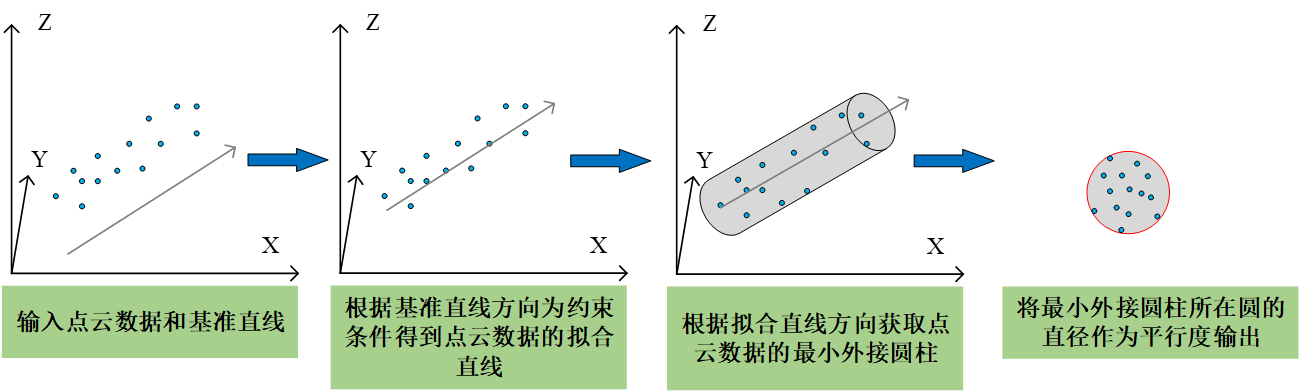 Z
Y
X
输入点云数据和基准直线
Z
Y
X
根据基准直线方向为约束
条件得到点云数据的拟合
直线
Z
Y
X
根据拟合直线方向获取点
云数据的最小外接圆柱
将最小外接圆柱所在圆的
直径作为平行度输出